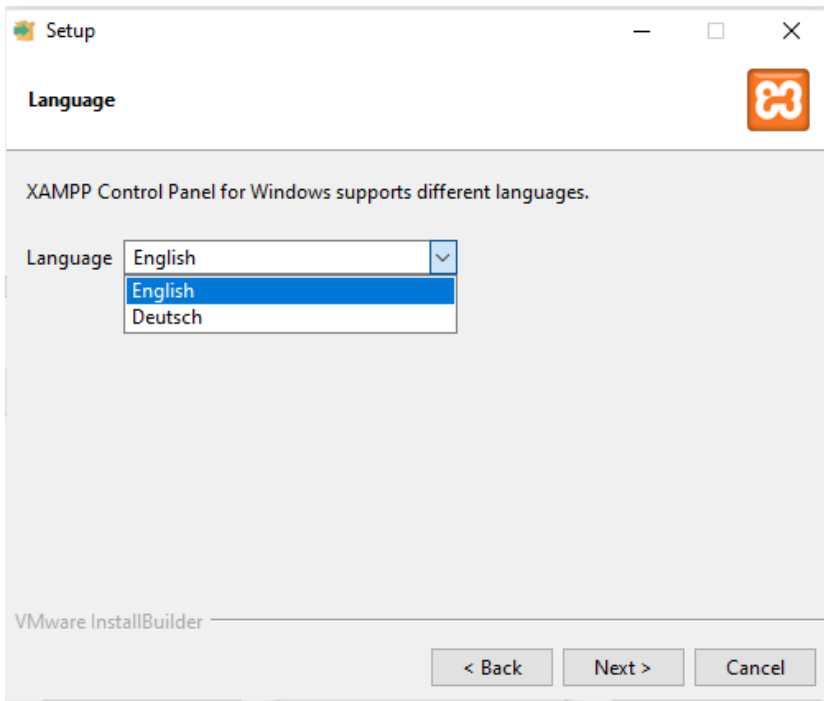 Setup
Language
XAMPP Control Panel for Windows supports different languages.
Language English
English
Deutsch
VMware InstallBuilder
< Back Next > Cancel